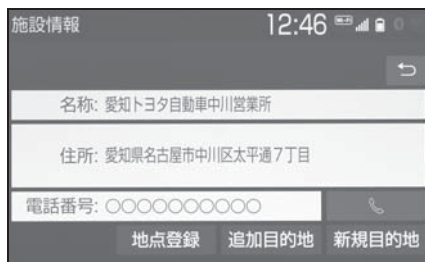 施設情報
12:46
名称: 愛知トヨタ自動車中川営業所
住所: 愛知県名古屋市中川区太平通7丁目
電話番号: ○○○○○○○○○○
地点登録 追加目的地 新規目的地